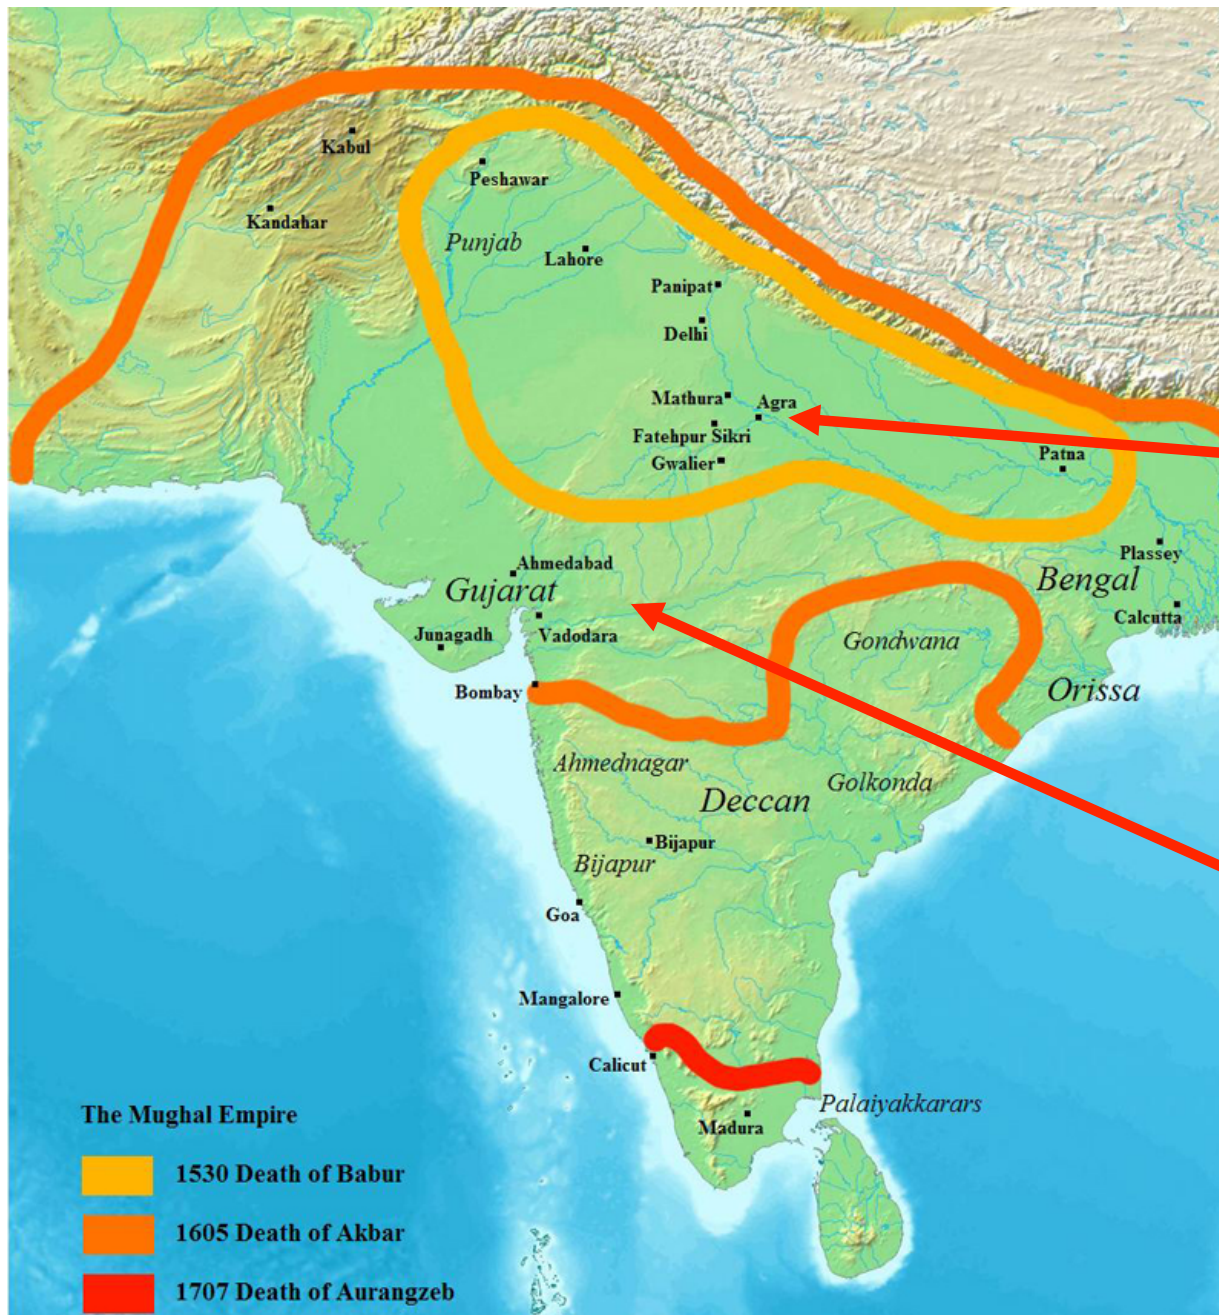 Kabul
Peshawar
Kandahar
Punjab
Lahore
Panipat
Delhi
Mathura
Agra
Fatehpur Sikri
Gwalier
Patna
Plassey
Ahmedabad
Bengal
Gujarat
Calcutta
Junagadh
Vadodara
Gondwana
Bombay
Orissa
Ahmednagar
Golkonda
Deccan
Bijapur
Bijapur
Goa
Mangalore
Calicut
Palaiyakkarars
Madura
The Mughal Empire
1530 Death of Babur
1605 Death of Akbar
1707 Death of Aurangzeb